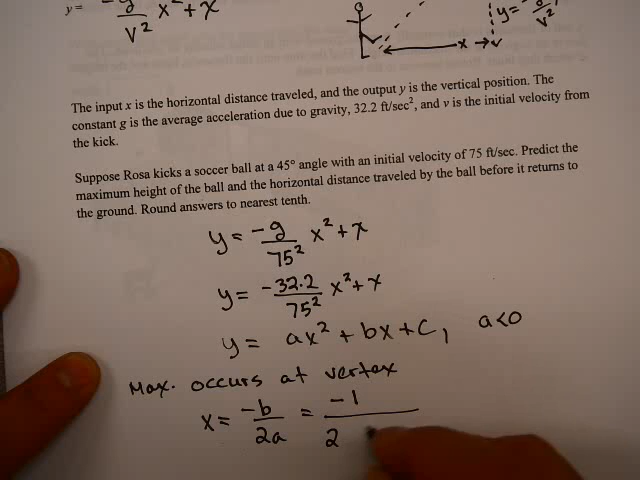 y = -g/v² x² + x
x → y = -g/v²
The input x is the horizontal distance traveled, and the output y is the vertical position. The
constant g is the average acceleration due to gravity, 32.2 ft/sec², and v is the initial velocity from
the kick.
Suppose Rosa kicks a soccer ball at a 45° angle with an initial velocity of 75 ft/sec. Predict the
maximum height of the ball and the horizontal distance traveled by the ball before it returns to
the ground. Round answers to nearest tenth.
y = -g/75² x² + x
y = -32.2/75² x² + x
y = ax² + bx + c, a<0
Max. occurs at vertex
x = -b/2a = -1/2